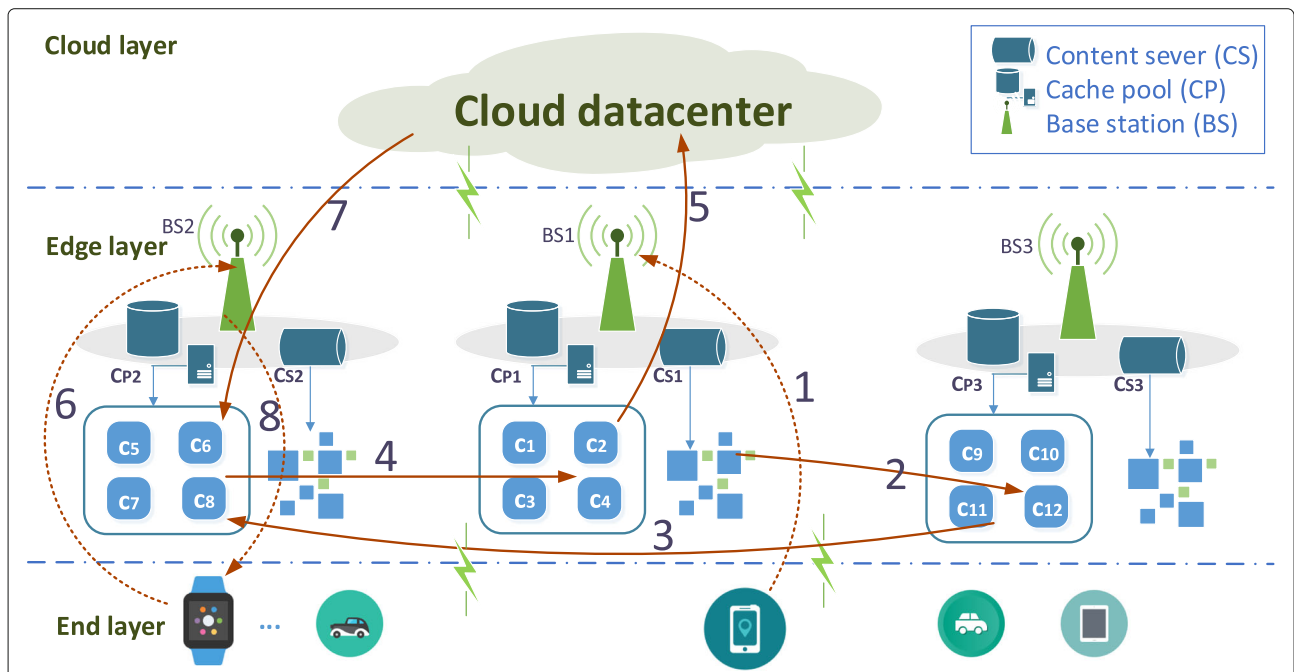 Cloud layer
Cloud datacenter
Content sever (CS)
Cache pool (CP)
Base station (BS)
7
5
Edge layer
BS2
BS1
BS3
CP2
CS2
CP1
CS1
CP3
CS3
6
8
1
C5
C6
C1
C2
C9
C10
4
2
C7
C8
C3
C4
C11
C12
3
End layer
...